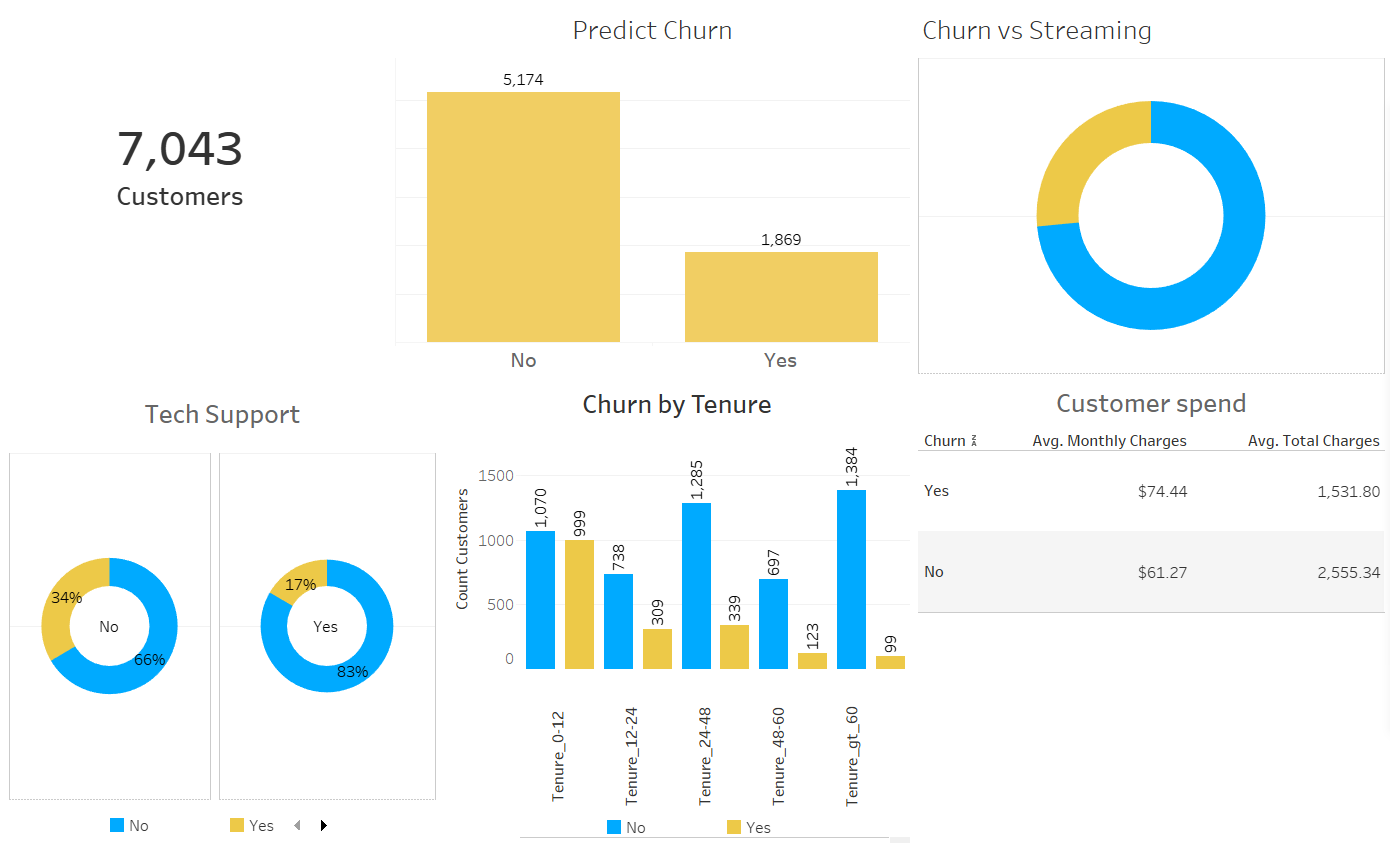 Predict Churn
Churn vs Streaming
7,043
Customers
5,174
1,869
No
Yes
Tech Support
34%
No
66%
17%
Yes
83%
No
Yes
Churn by Tenure
Count Customers
1500
1000
500
0
1,070
999
738
309
1,285
339
697
123
1,384
99
Tenure_0-12
Tenure_12-24
Tenure_24-48
Tenure_48-60
Tenure_gt_60
No
Yes
Customer spend
Churn Avg. Monthly Charges Avg. Total Charges
Yes $74.44 1,531.80
No $61.27 2,555.34